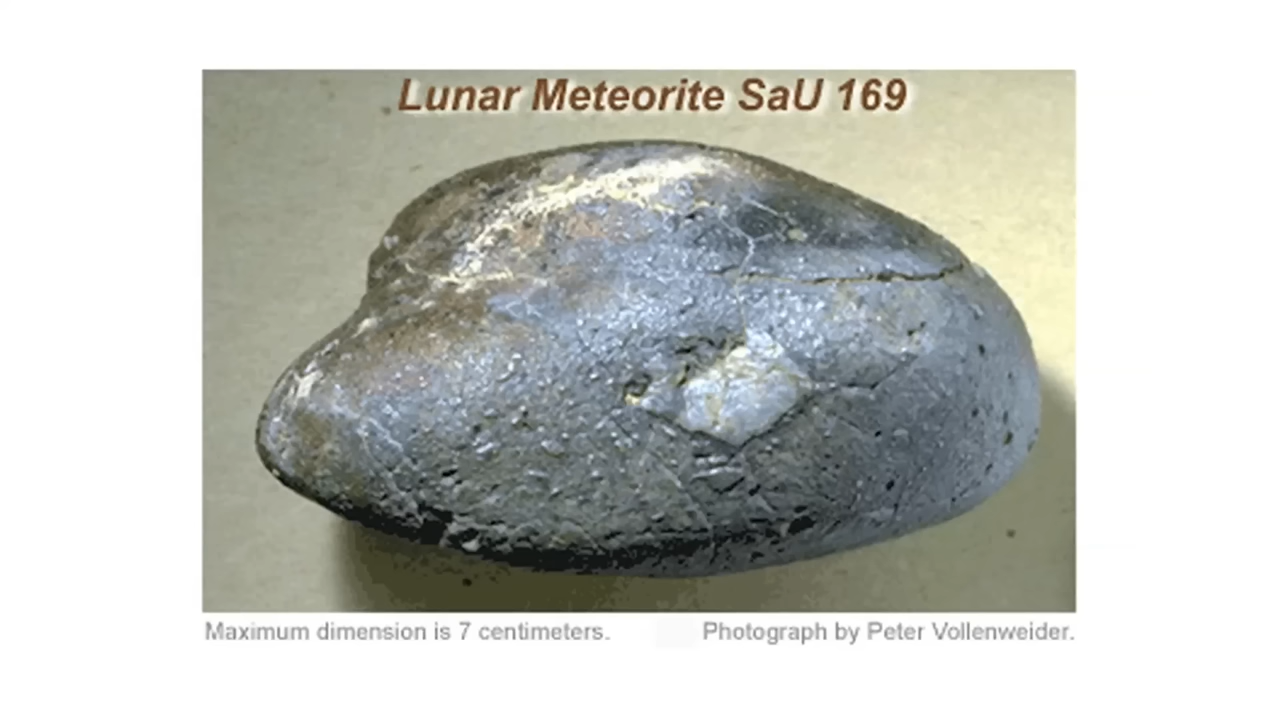 Lunar Meteorite SaU 169
Maximum dimension is 7 centimeters. Photograph by Peter Vollenweider.